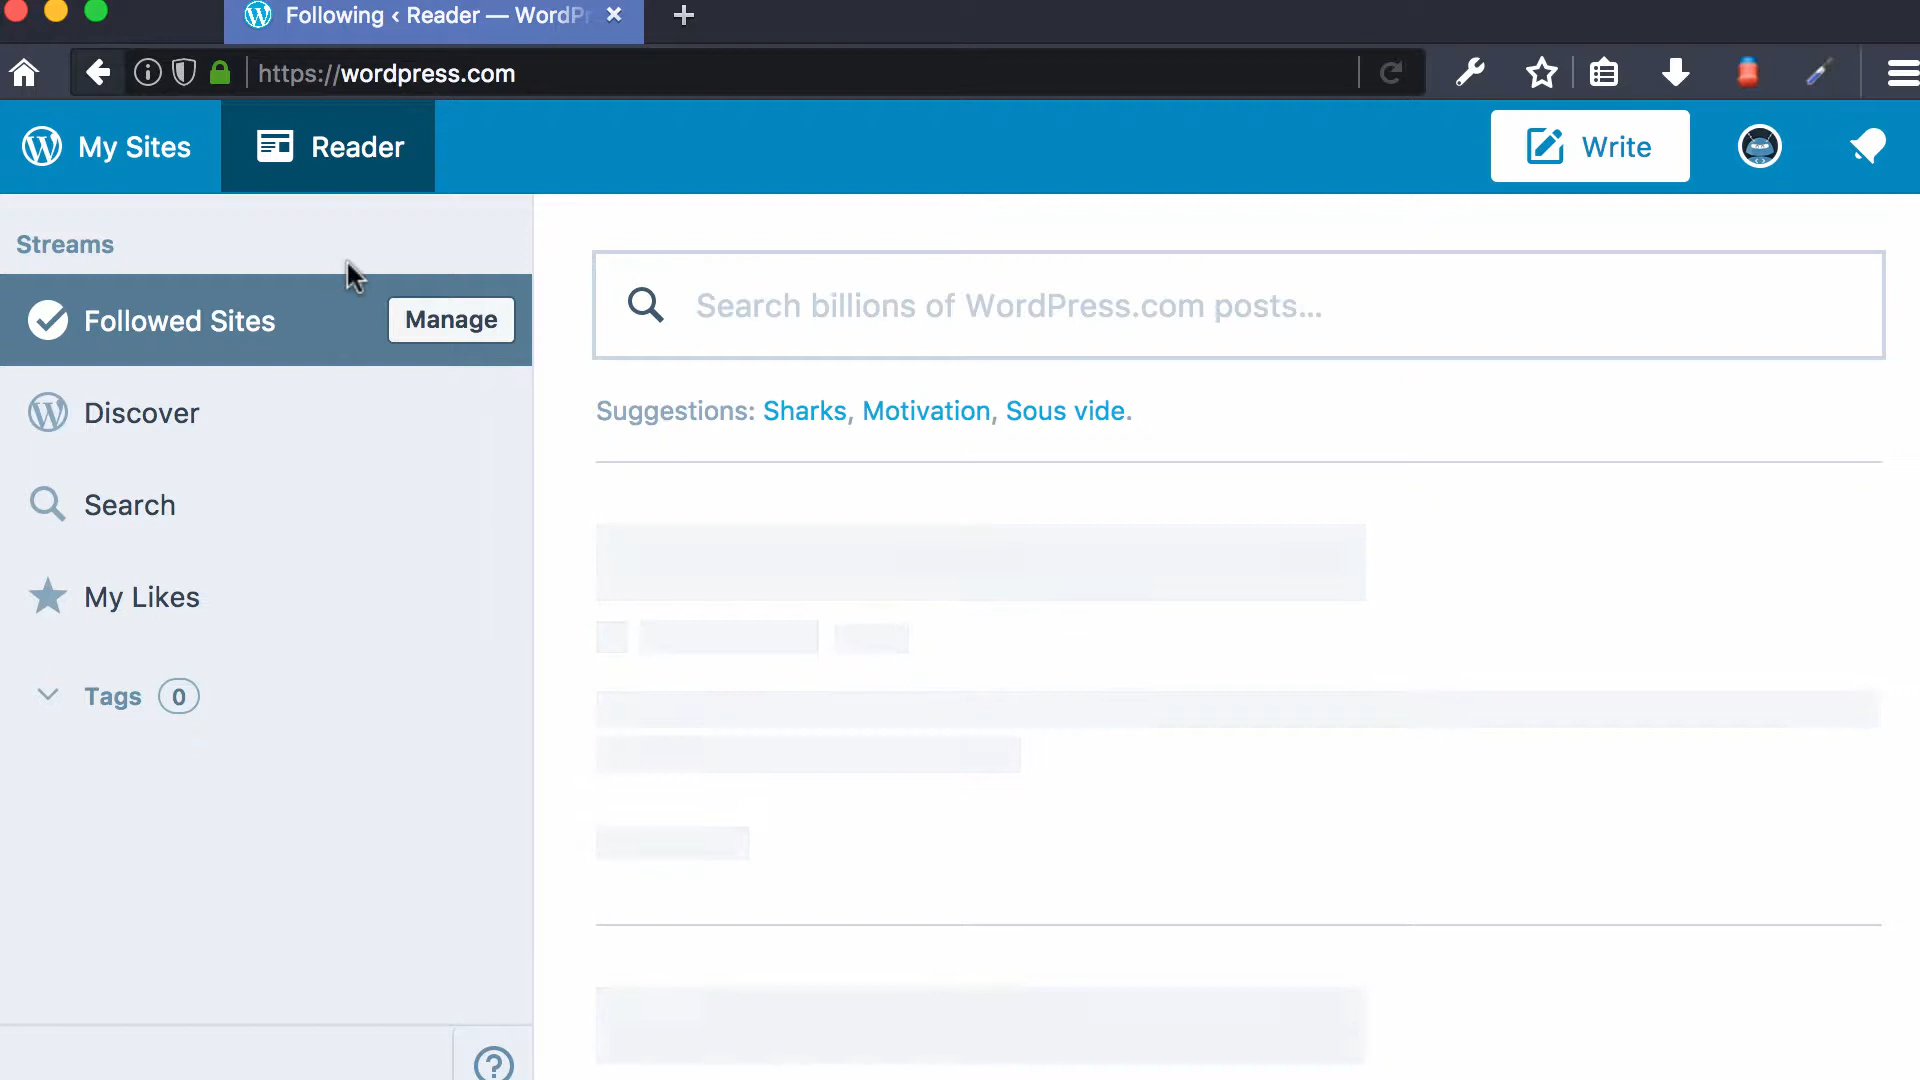 Following ‹ Reader — WordPr
https://wordpress.com
My Sites
Reader
Write
Streams
Followed Sites
Manage
Discover
Search
My Likes
Tags 0
Search billions of WordPress.com posts...
Suggestions: Sharks, Motivation, Sous vide.